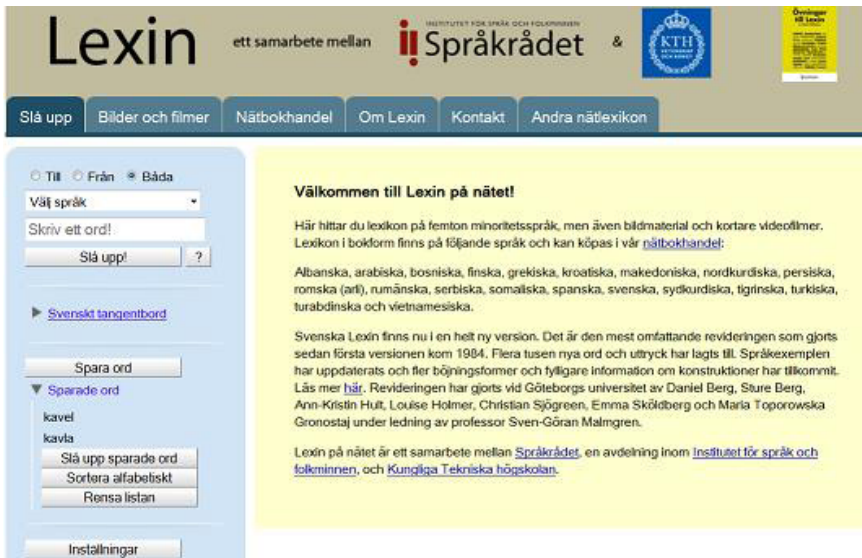 Lexin ett samarbete mellan INSTITUTET FÖR SPRÅK OCH FOLKMINNEN
Språkrådet & KTH
VETENSKAP OCH KONST
Övningar till Lexin
Slå upp Bilder och filmer Nätbokhandel Om Lexin Kontakt Andra nätlexikon
Till Från Båda
Välj språk
Skriv ett ord!
Slå upp! ?
Svenskt tangentbord
Spara ord
Sparade ord
kavel
kavla
Slå upp sparade ord
Sortera alfabetiskt
Rensa listan
Inställningar
Välkommen till Lexin på nätet!
Här hittar du lexikon på femton minoritetsspråk, men även bildmaterial och kortare videofilmer.
Lexikon i bokform finns på följande språk och kan köpas i vår nätbokhandel:
Albanska, arabiska, bosniska, finska, grekiska, kroatiska, makedoniska, nordkurdiska, persiska,
romska (arli), rumänska, serbiska, somaliska, spanska, svenska, sydkurdiska, tigrinska, turkiska,
turabdinska och vietnamesiska.
Svenska Lexin finns nu i en helt ny version. Det är den mest omfattande revideringen som gjorts
sedan första versionen kom 1984. Flera tusen nya ord och uttryck har lagts till. Språkexemplen
har uppdaterats och fler böjningsformer och fylligare information om konstruktioner har tillkommit.
Läs mer här. Revideringen har gjorts vid Göteborgs universitet av Daniel Berg, Sture Berg,
Ann-Kristin Hult, Louise Holmer, Christian Sjögreen, Emma Sköldberg och Maria Toporowska
Gronostaj under ledning av professor Sven-Göran Malmgren.
Lexin på nätet är ett samarbete mellan Språkrådet, en avdelning inom Institutet för språk och
folkminnen, och Kungliga Tekniska högskolan.